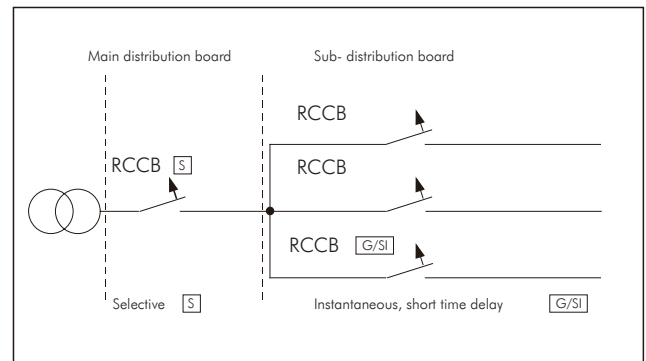 Main distribution board
Sub- distribution board
RCCB
RCCB S
RCCB
RCCB G/SI
Selective S
Instantaneous, short time delay G/SI